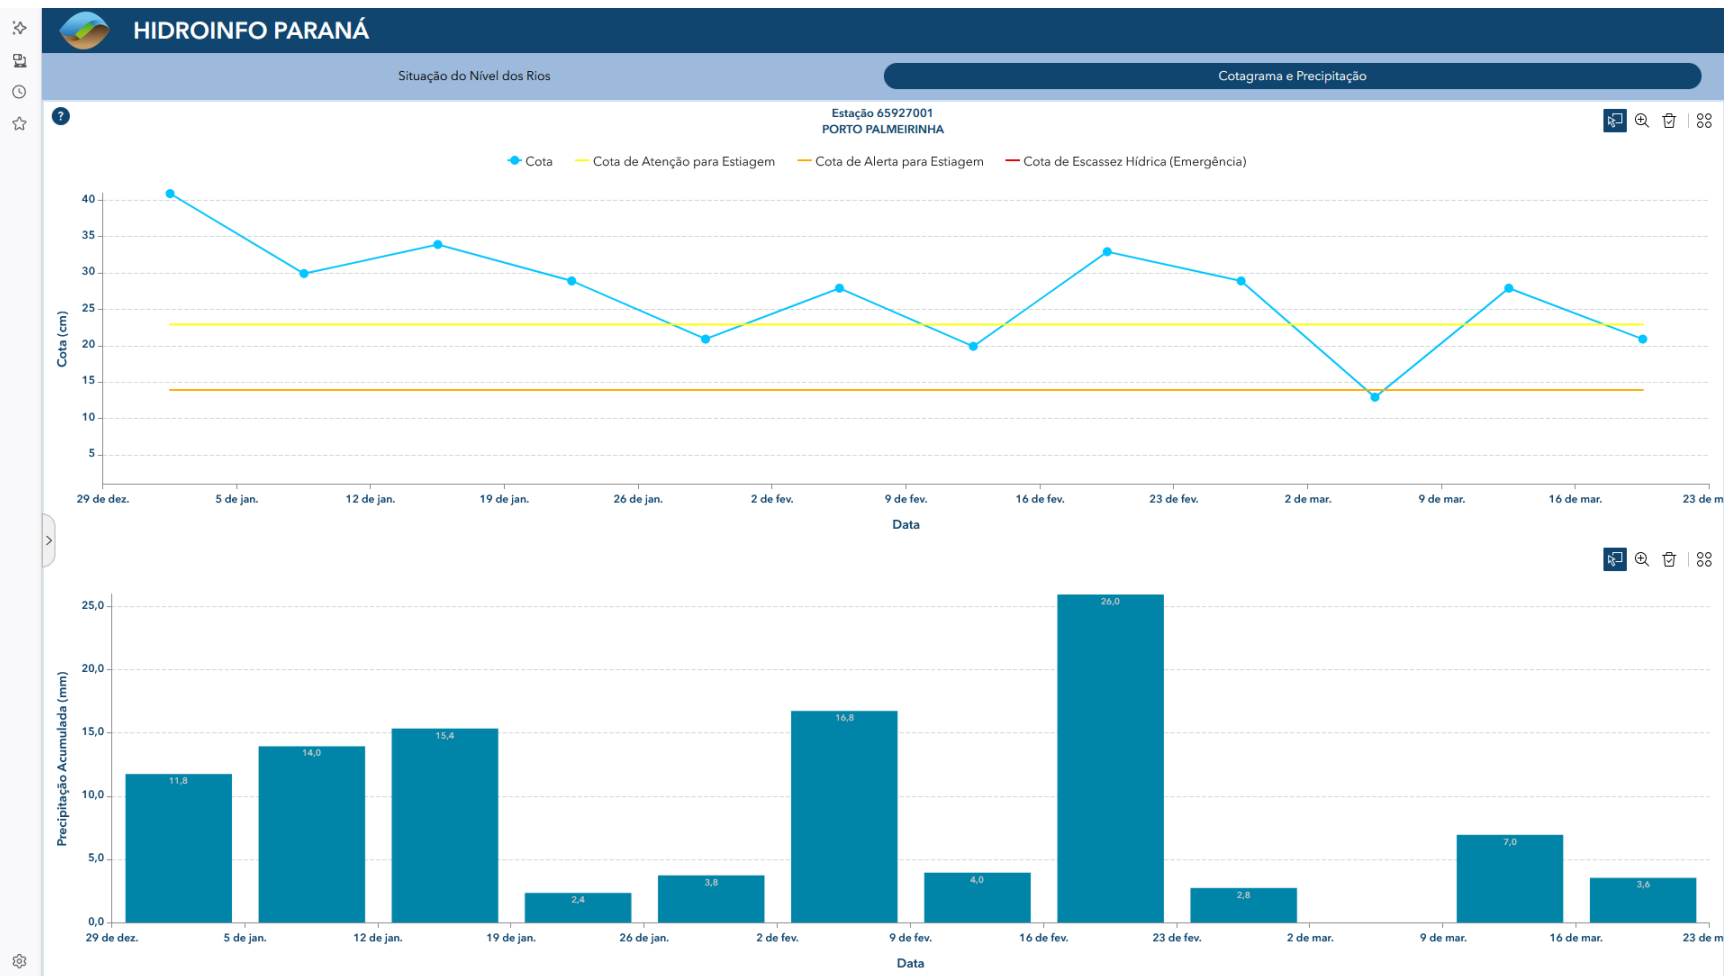 HIDROINFO PARANÁ
Situação do Nível dos Rios
Cotagrama e Precipitação
?
Estação 65927001
PORTO PALMEIRINHA
Cota
Cota de Atenção para Estiagem
Cota de Alerta para Estiagem
Cota de Escassez Hídrica (Emergência)
Cota (cm)
40
35
30
25
20
15
10
5
29 de dez.
5 de jan.
12 de jan.
19 de jan.
26 de jan.
2 de fev.
9 de fev.
16 de fev.
23 de fev.
2 de mar.
9 de mar.
16 de mar.
23 de m
Data
Precipitação Acumulada (mm)
25,0
20,0
15,0
10,0
5,0
0,0
11,8
14,0
15,4
2,4
3,8
16,8
4,0
26,0
2,8
7,0
3,6
29 de dez.
5 de jan.
12 de jan.
19 de jan.
26 de jan.
2 de fev.
9 de fev.
16 de fev.
23 de fev.
2 de mar.
9 de mar.
16 de mar.
23 de m
Data